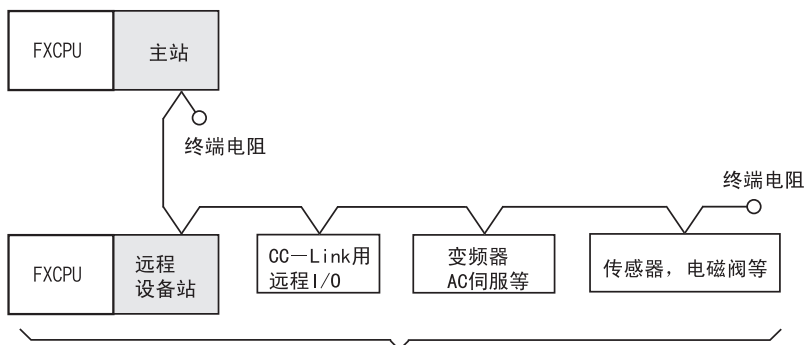 FXCPU
主站
终端电阻
终端电阻
FXCPU
远程
设备站
CC－Link用
远程I/O
变频器
AC伺服等
传感器，电磁阀等